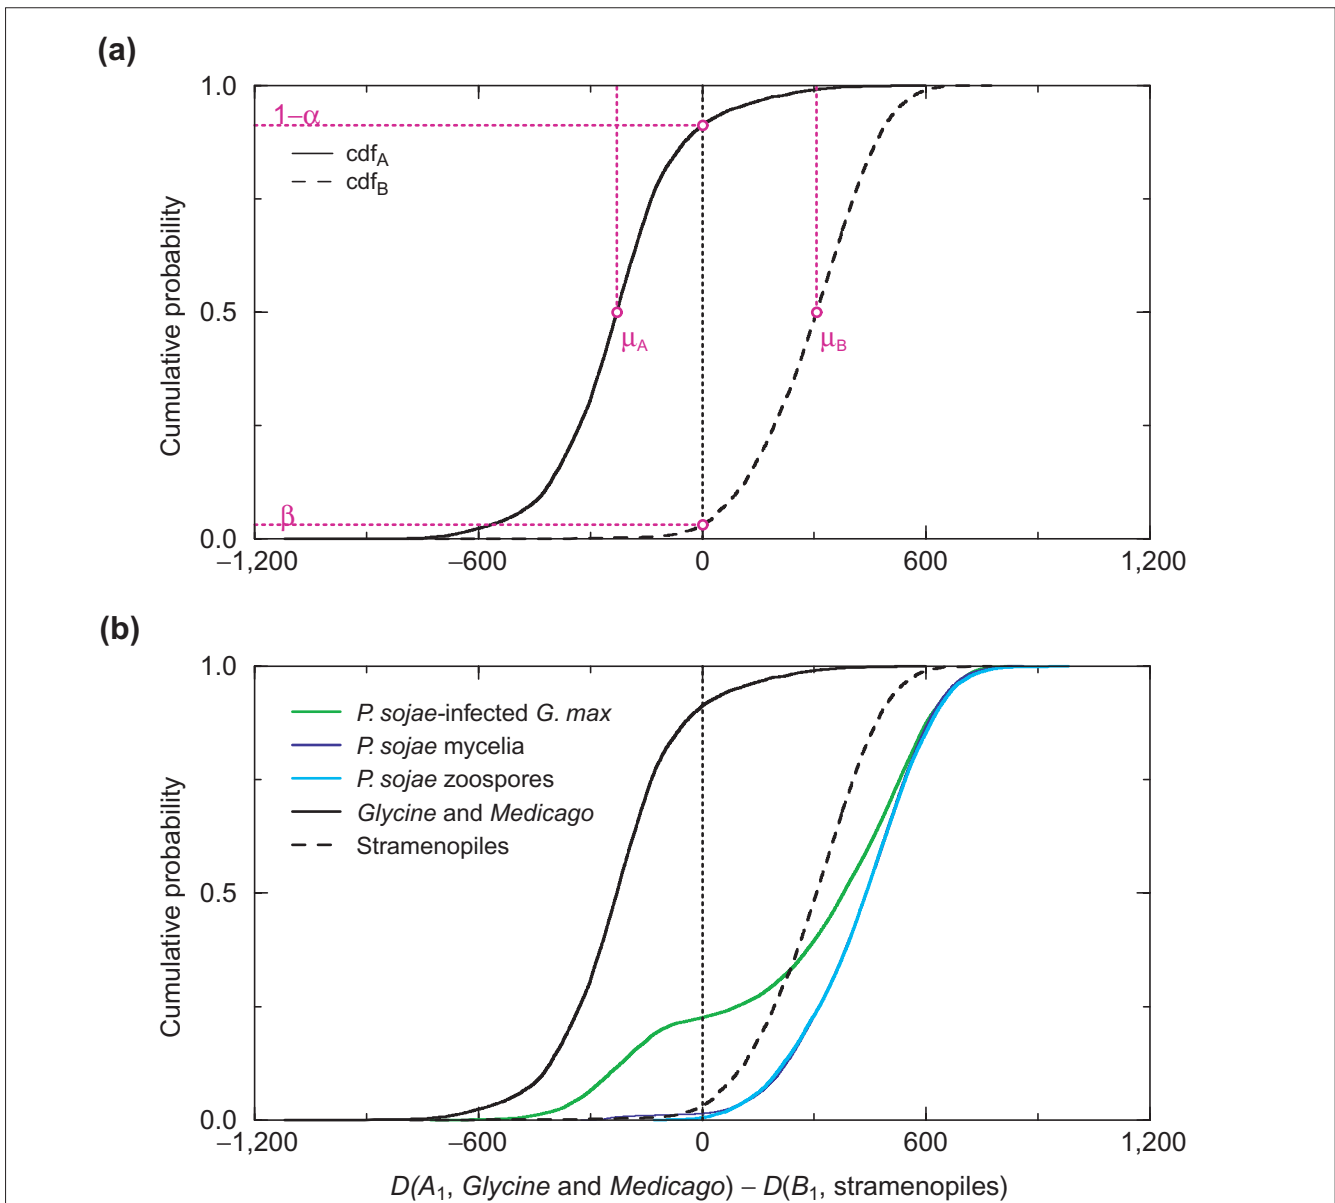 (a)
1.0
1−α
cdfA
cdfB
Cumulative probability
0.5
μA
μB
β
0.0
−1,200
−600
0
600
1,200
(b)
1.0
P. sojae-infected G. max
P. sojae mycelia
P. sojae zoospores
Glycine and Medicago
Stramenopiles
Cumulative probability
0.5
0.0
−1,200
−600
0
600
1,200
D(A1, Glycine and Medicago) − D(B1, stramenopiles)